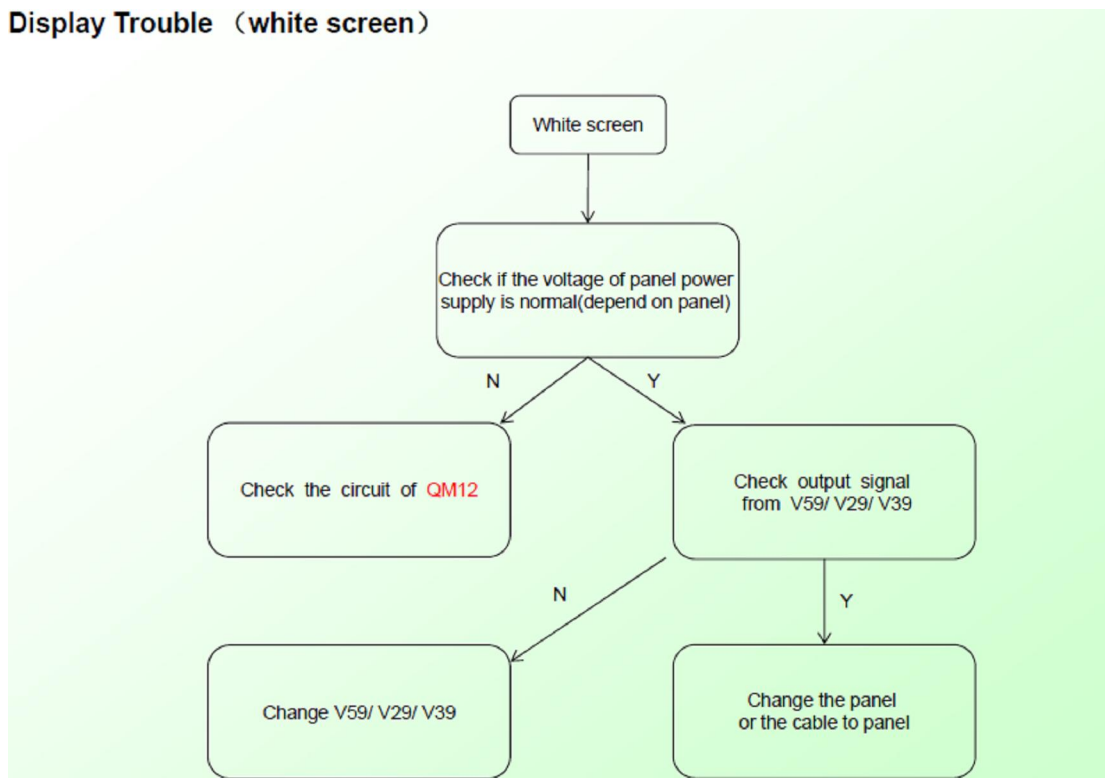 Display Trouble （white screen）
White screen
Check if the voltage of panel power
supply is normal(depend on panel)
N
Y
Check the circuit of QM12
Check output signal
from V59/ V29/ V39
N
Y
Change V59/ V29/ V39
Change the panel
or the cable to panel